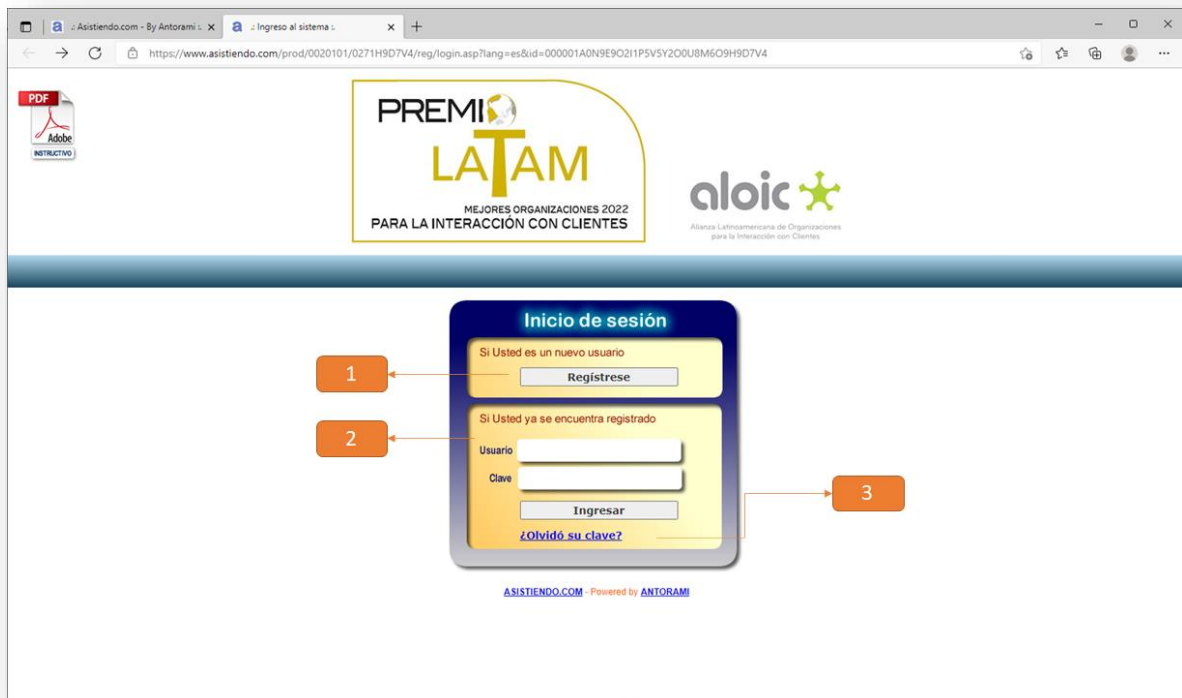 .: Asistiendo.com - By Antorami :.
.: Ingreso al sistema :.
https://www.asistiendo.com/prod/0020101/0271H9D7V4/reg/login.asp?lang=es&id=000001A0N9E9O2I1P5V5Y2O0U8M6O9H9D7V4
PDF
Adobe
INSTRUCTIVO
PREMIO
LATAM
MEJORES ORGANIZACIONES 2022
PARA LA INTERACCIÓN CON CLIENTES
aloic
Alianza Latinoamericana de Organizaciones
para la Interacción con Clientes
Inicio de sesión
Si Usted es un nuevo usuario
1
Regístrese
Si Usted ya se encuentra registrado
2
Usuario
Clave
3
Ingresar
¿Olvidó su clave?
ASISTIENDO.COM - Powered by ANTORAMI